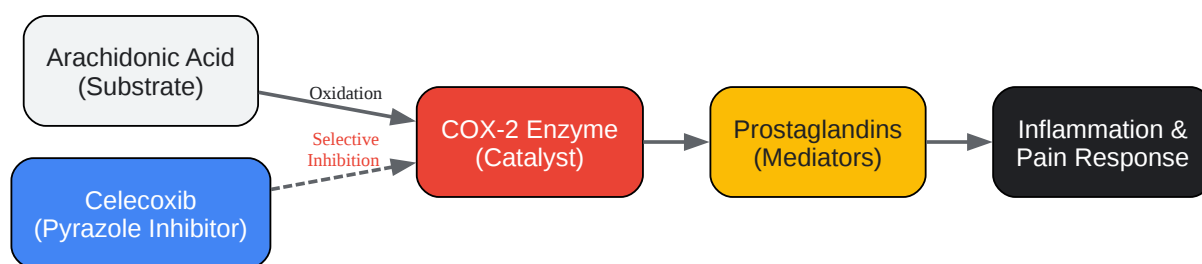 Arachidonic Acid
(Substrate)
Oxidation
Selective
Inhibition
Celecoxib
(Pyrazole Inhibitor)
COX-2 Enzyme
(Catalyst)
Prostaglandins
(Mediators)
Inflammation &
Pain Response